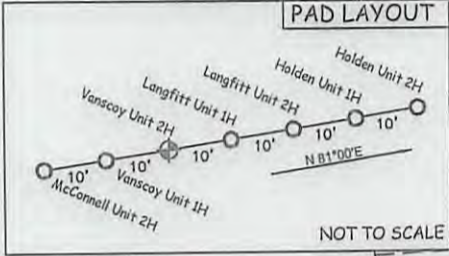 PAD LAYOUT
Holden Unit 2H
Holden Unit 1H
Langfitt Unit 2H
Langfitt Unit 1H
Vanscoy Unit 2H
10' 10' 10' 10' 10' 10'
Vanscoy Unit 1H
McConnell Unit 2H
N 81°00'E
NOT TO SCALE